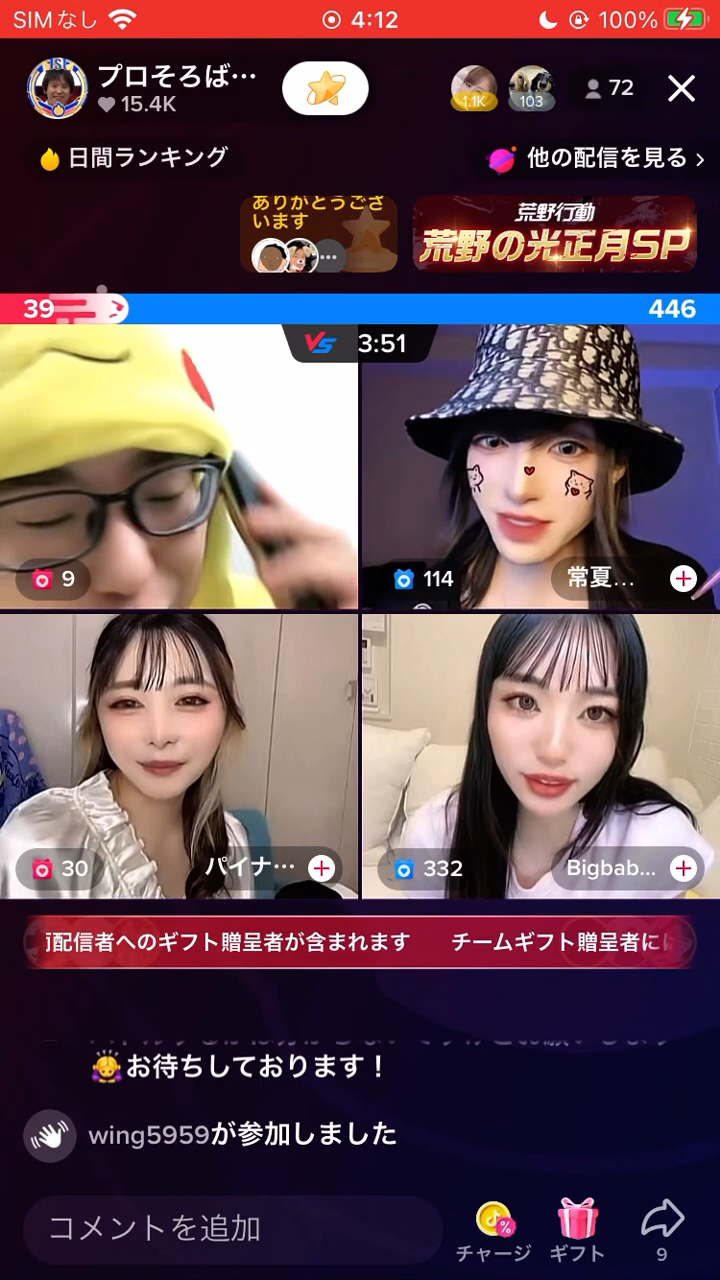 SIMなし 4:12 100%
プロそろば…
15.4K
1.1K 103 72
日間ランキング
他の配信を見る
ありがとうござ
います
荒野行動
荒野の光正月SP
39 446
VS 3:51
9
114 常夏…
30 パイナ…
332 Bigbab...
配信者へのギフト贈呈者が含まれます チームギフト贈呈者に
お待ちしております！
wing5959が参加しました
コメントを追加
チャージ ギフト 9